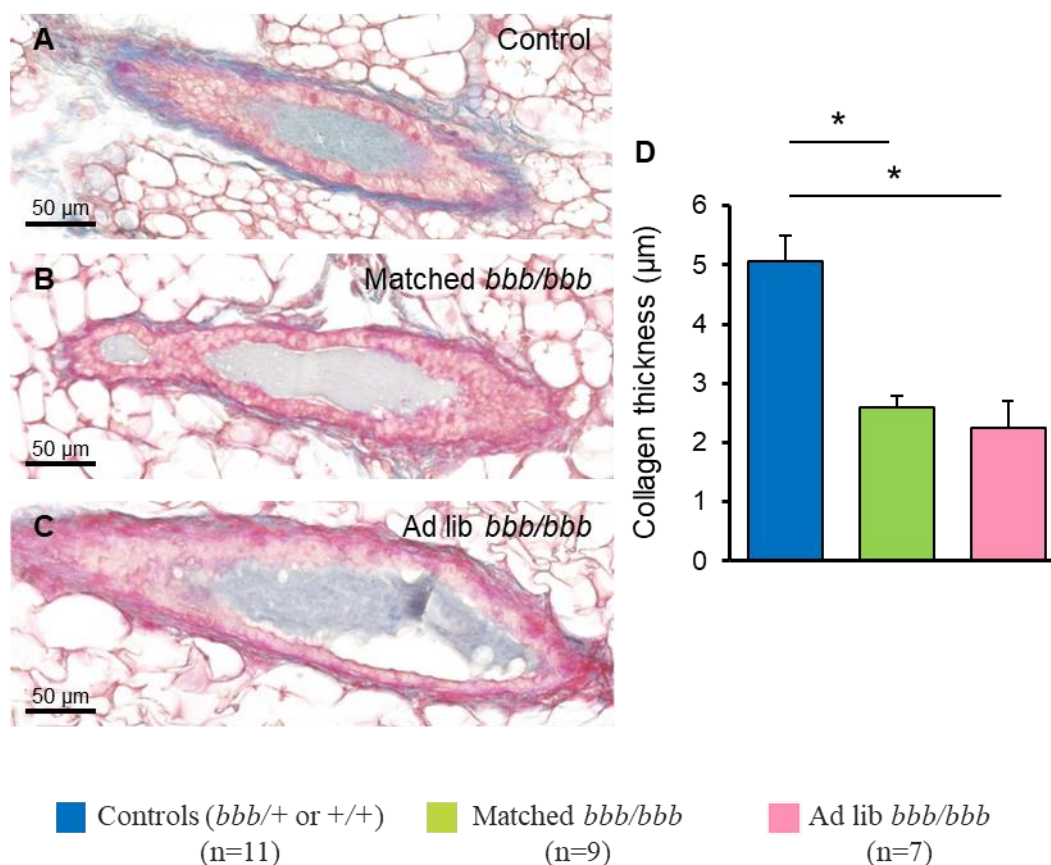 A
Control
50 µm
B
Matched bbb/bbb
50 µm
C
Ad lib bbb/bbb
50 µm
D
*
*
6
5
4
3
2
1
0
Collagen thickness (µm)
Controls (bbb/+ or +/+)
(n=11)
Matched bbb/bbb
(n=9)
Ad lib bbb/bbb
(n=7)